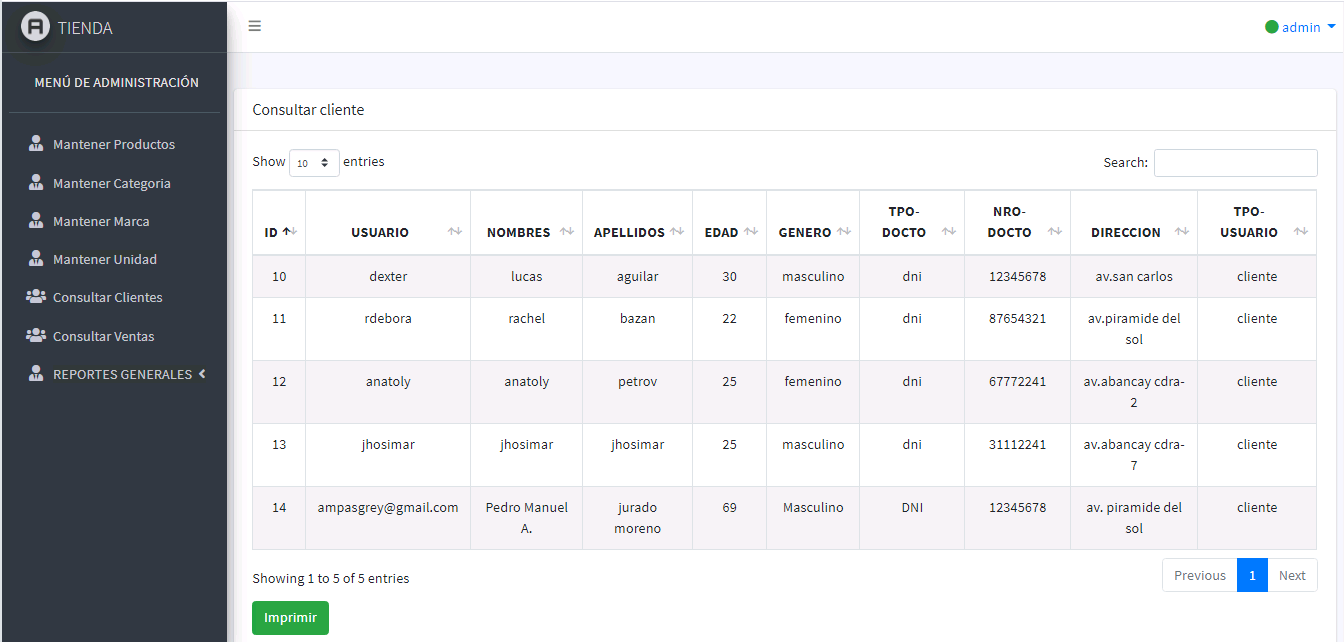 TIENDA
admin
MENÚ DE ADMINISTRACIÓN
Mantener Productos
Mantener Categoria
Mantener Marca
Mantener Unidad
Consultar Clientes
Consultar Ventas
REPORTES GENERALES
Consultar cliente
Show 10 entries Search:
ID USUARIO NOMBRES APELLIDOS EDAD GENERO TPO-DOCTO NRO-DOCTO DIRECCION TPO-USUARIO
10 dexter lucas aguilar 30 masculino dni 12345678 av.san carlos cliente
11 rdebora rachel bazan 22 femenino dni 87654321 av.piramide del cliente
sol
12 anatoly anatoly petrov 25 femenino dni 67772241 av.abancay cdra- cliente
2
13 jhosimar jhosimar jhosimar 25 masculino dni 31112241 av.abancay cdra- cliente
7
14 ampasgrey@gmail.com Pedro Manuel jurado 69 Masculino DNI 12345678 av. piramide del cliente
A. moreno sol
Showing 1 to 5 of 5 entries
Previous 1 Next
Imprimir